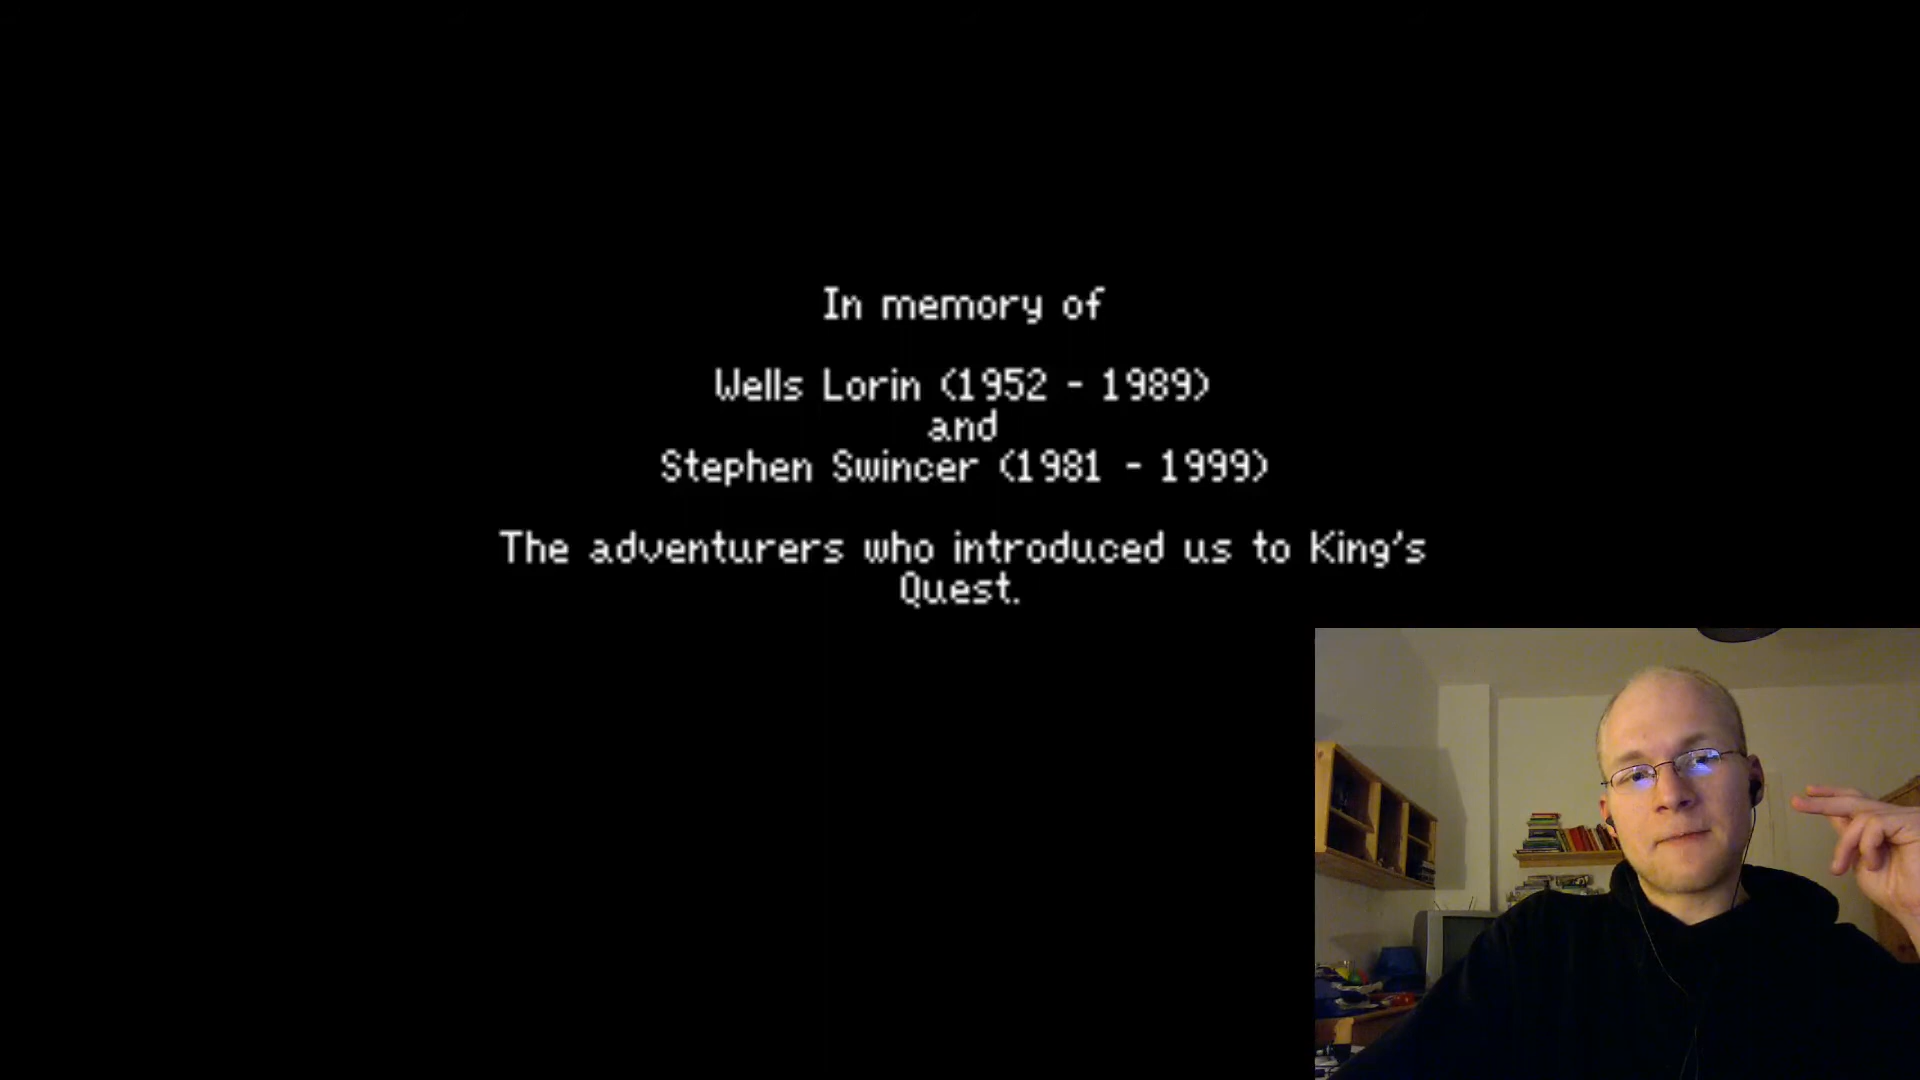 In memory of
Wells Lorin (1952 - 1989)
and
Stephen Swincer (1981 - 1999)
The adventurers who introduced us to King's
Quest.